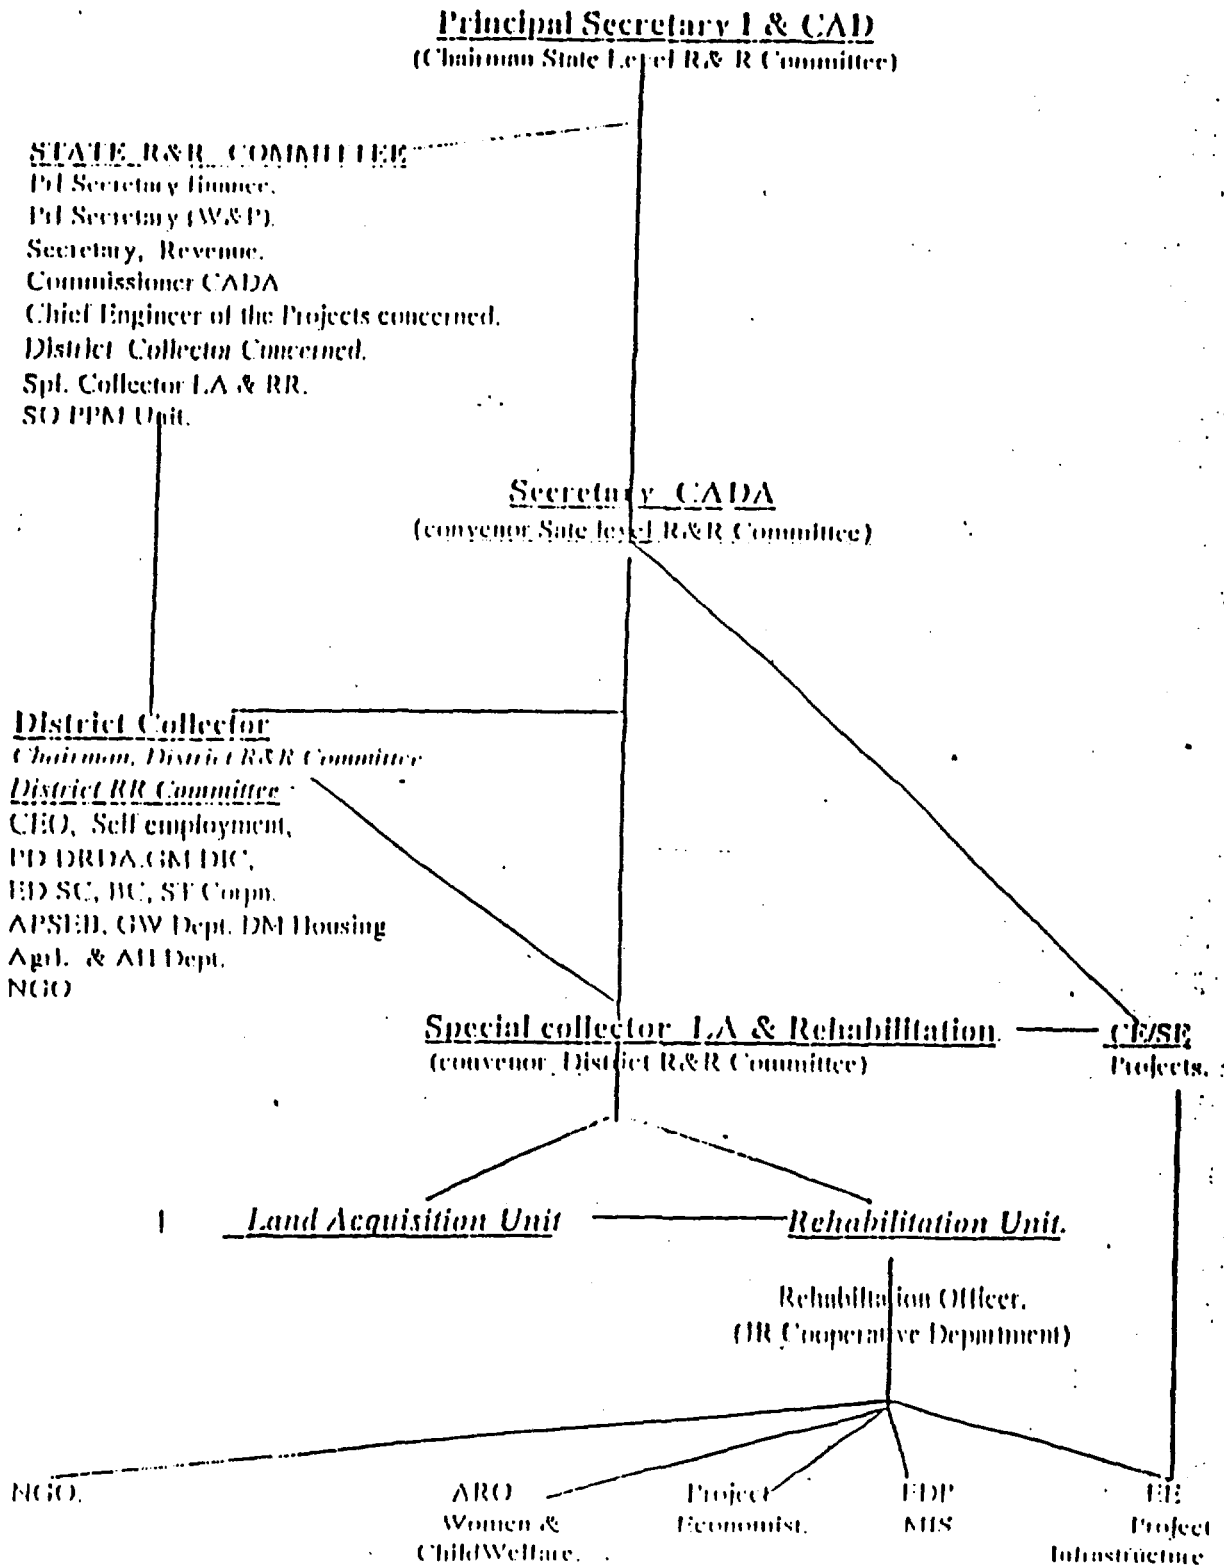 Principal Secretary I & CAD
(Chairman State Level R& R Committee)
STATE R&R COMMITTEE
Prl Secretary finance.
Prl Secretary (W&P).
Secretary, Revenue.
Commissioner CADA
Chief Engineer of the Projects concerned.
District Collector Concerned.
Spl. Collector LA & RR.
SO PPM Unit.
Secretary CADA
(convenor Sate level R&R Committee)
District Collector
Chairman, District R&R Committee
District RR Committee
CEO, Self employment,
PD DRDA.GM DIC,
ED SC, BC, ST Corpn.
APSEB, GW Dept. DM Housing
Agrl. & AH Dept.
NGO
Special collector LA & Rehabilitation.
(convenor District R&R Committee)
CE/SE
Projects.
Land Acquisition Unit
Rehabilitation Unit.
Rehabiltation Officer.
(JR Cooperative Department)
NGO.
ARO
Women &
ChildWelfare.
Project
Economist.
EDP
MIS
EE
Project
Infrastructure